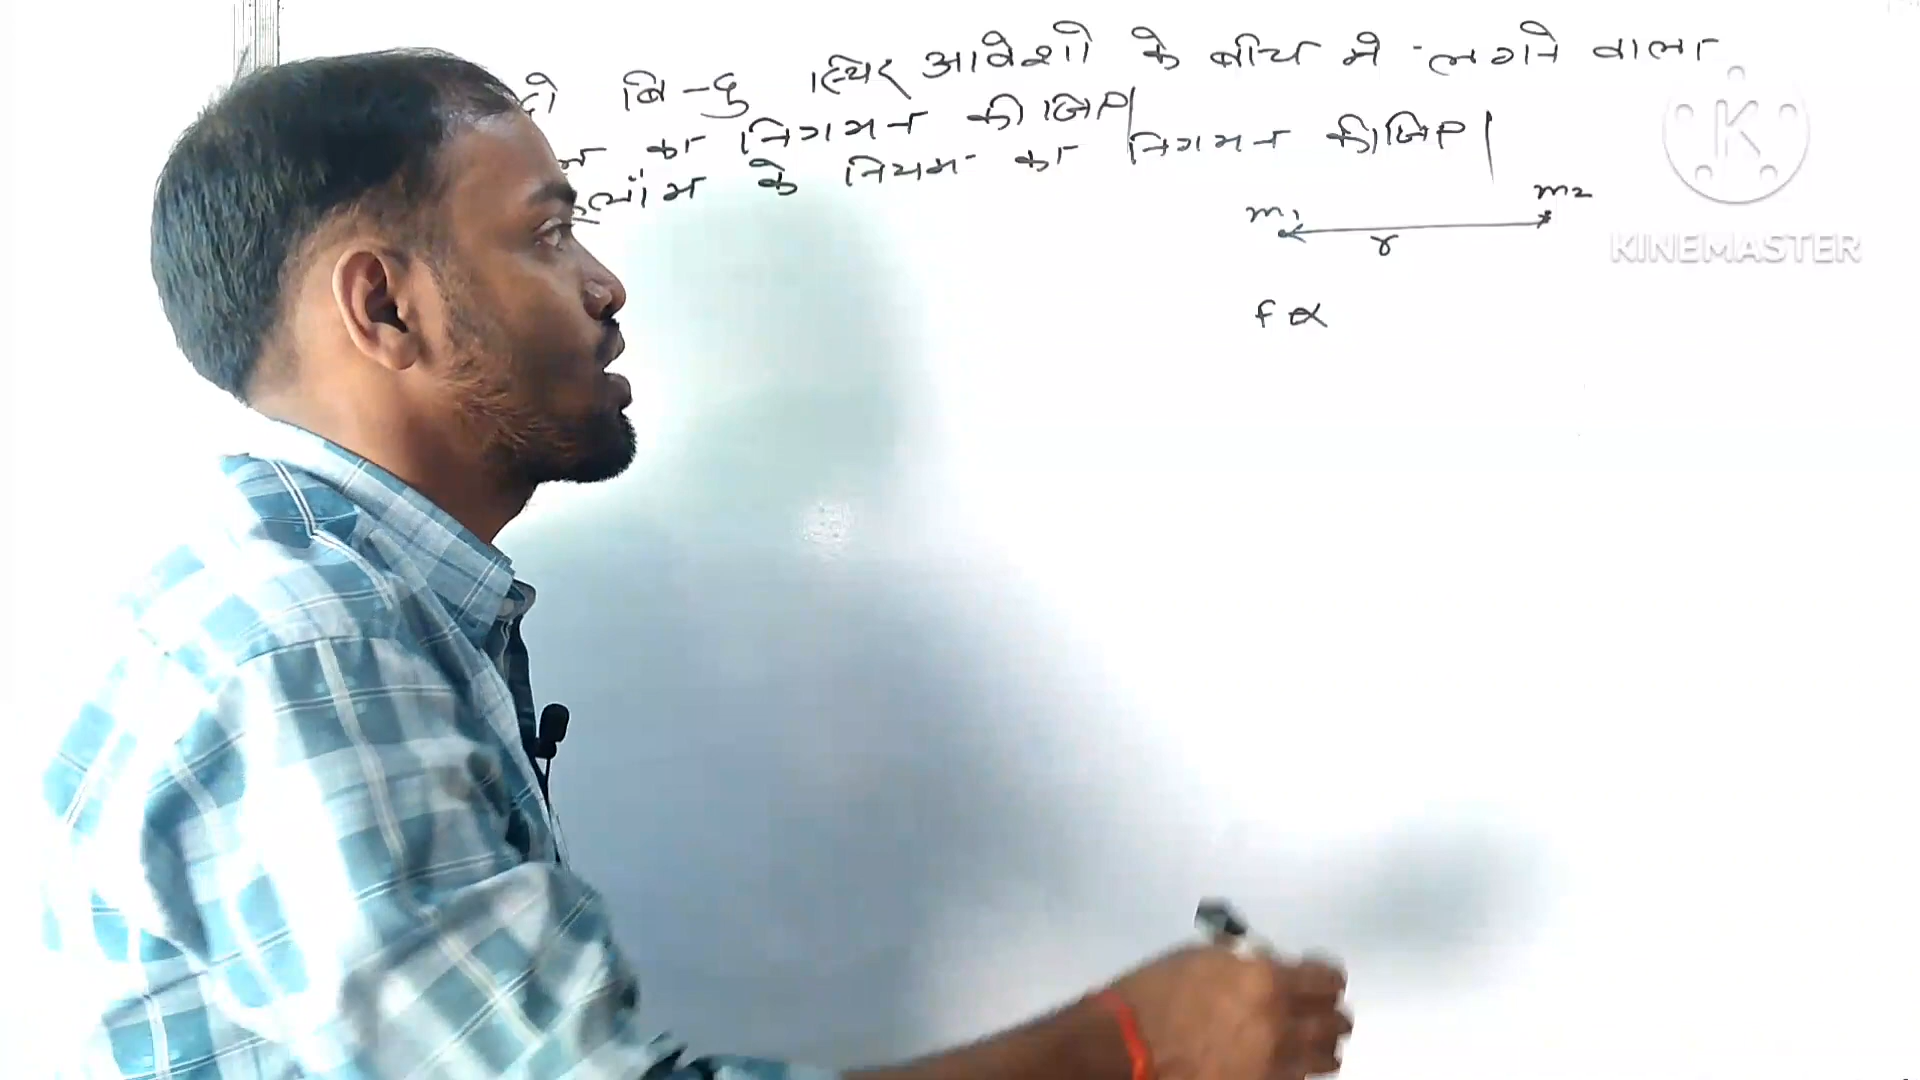 दो बिन्दु स्थिर आवेशो के बीच मे लगने वाला
का निगमन कीजिए|
कूलॉम के नियम का निगमन कीजिए|
m₁ m₂
r
KINEMASTER
F ∝